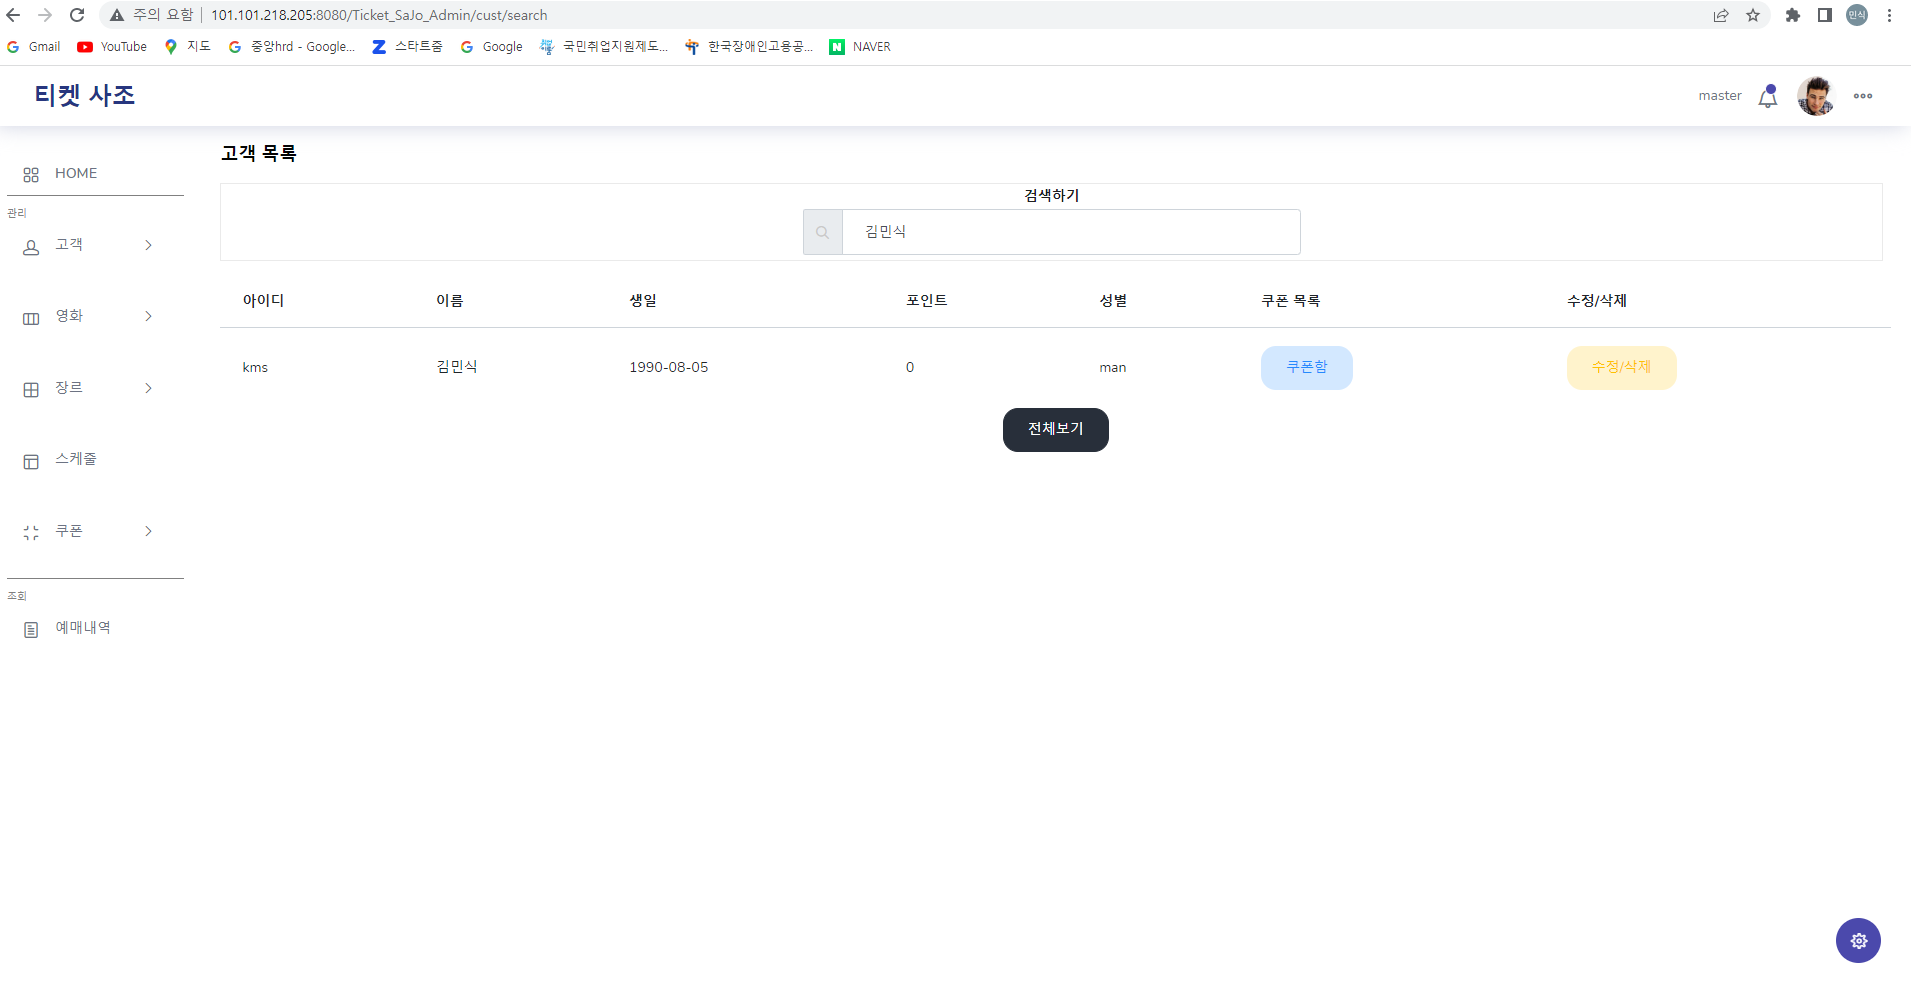 주의 요함 101.101.218.205:8080/Ticket_SaJo_Admin/cust/search 민식
Gmail YouTube 지도 중앙hrd - Google... 스타트줌 Google 국민취업지원제도... 한국장애인고용공... NAVER
티켓 사조 master
고객 목록
HOME
검색하기
관리
김민식
고객
아이디 이름 생일 포인트 성별 쿠폰 목록 수정/삭제
영화
kms 김민식 1990-08-05 0 man 쿠폰함 수정/삭제
장르
전체보기
스케줄
쿠폰
조회
예매내역